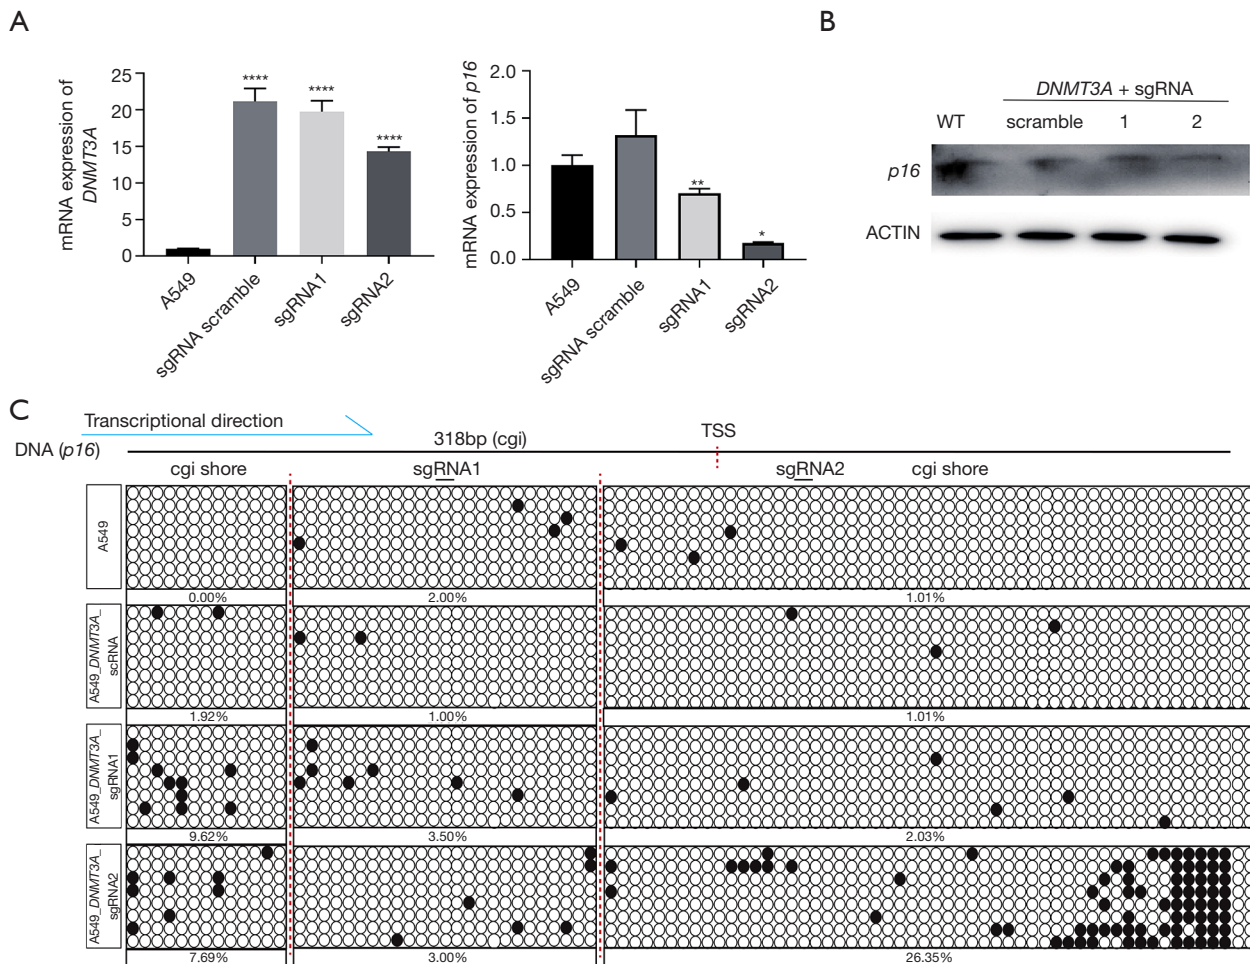 A
mRNA expression of
DNMT3A
25
20
15
10
5
0
****
****
****
A549
sgRNA scramble
sgRNA1
sgRNA2
mRNA expression of p16
2.0
1.5
1.0
0.5
0.0
**
*
A549
sgRNA scramble
sgRNA1
sgRNA2
B
DNMT3A + sgRNA
WT scramble 1 2
p16
ACTIN
C
Transcriptional direction
DNA (p16)
318bp (cgi)
TSS
cgi shore sgRNA1 sgRNA2 cgi shore
A549
0.00% 2.00% 1.01%
A549_DNMT3A_
scRNA
1.92% 1.00% 1.01%
A549_DNMT3A_
sgRNA1
9.62% 3.50% 2.03%
A549_DNMT3A_
sgRNA2
7.69% 3.00% 26.35%